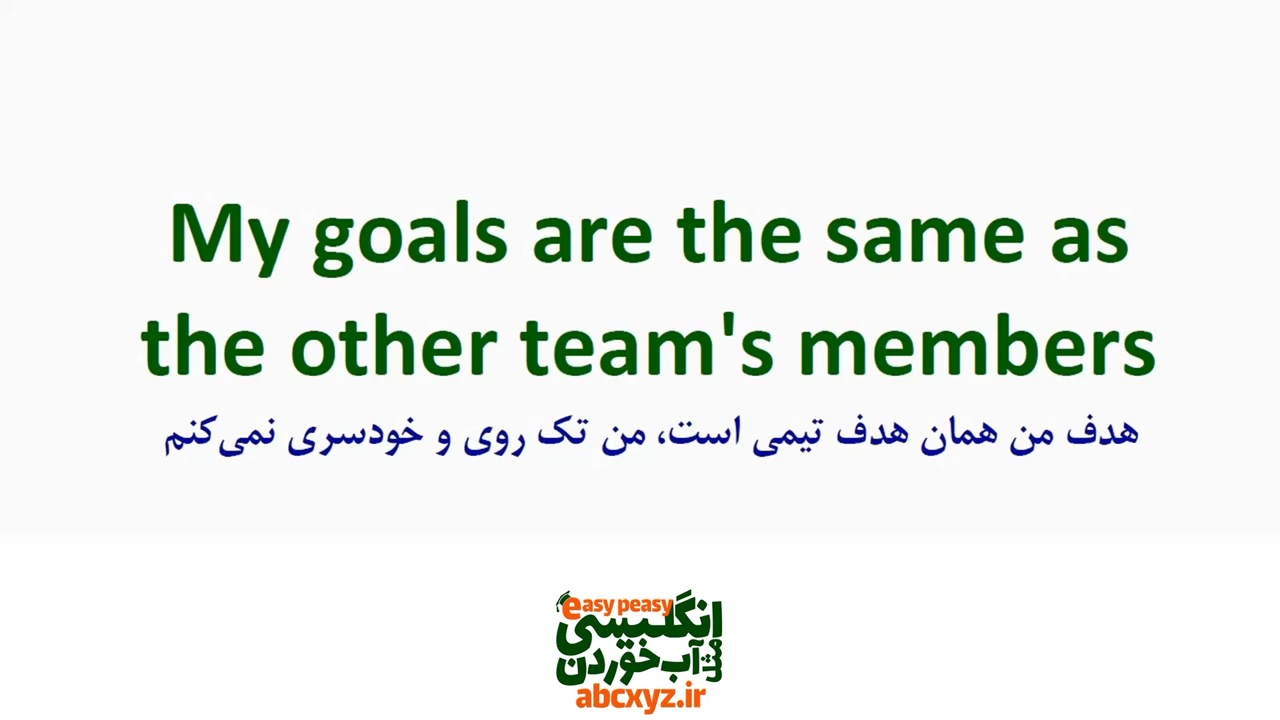 My goals are the same as
the other team's members
هدف من همان هدف تیمی است، من تک روی و خودسری نمی‌کنم
easy peasy
انگلیسی
مثل آب خوردن
abcxyz.ir